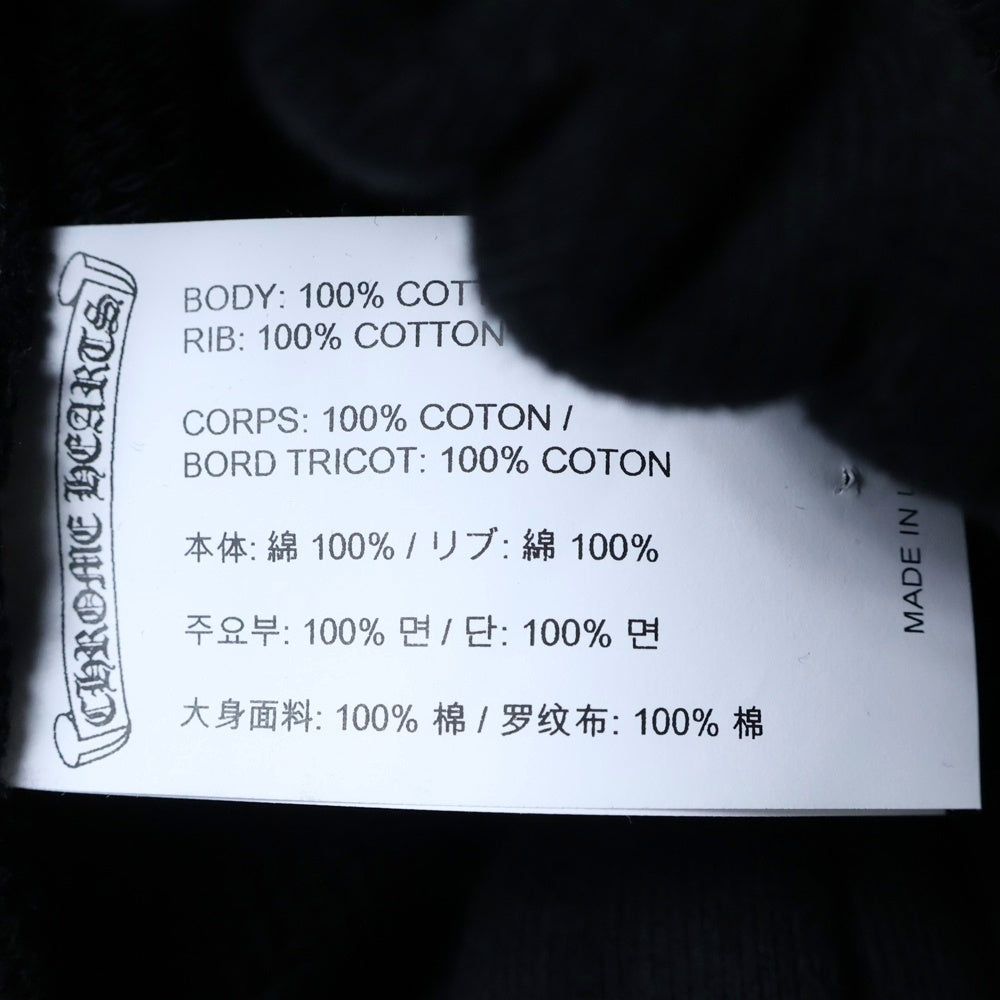 CHROME HEARTS
BODY: 100% COTT
RIB: 100% COTTON
CORPS: 100% COTON /
BORD TRICOT: 100% COTON
本体: 綿 100% / リブ: 綿 100%
주요부: 100% 면 / 단: 100% 면
大身面料: 100% 棉 / 罗纹布: 100% 棉
MADE IN